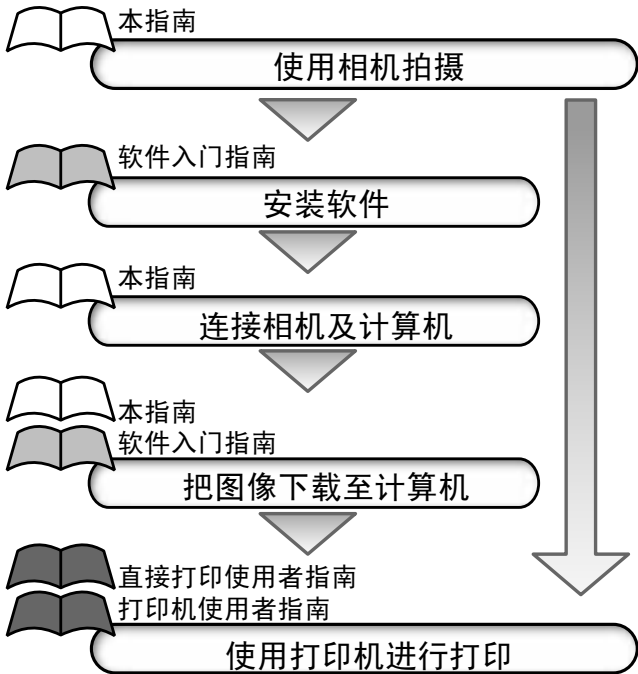 本指南
使用相机拍摄
软件入门指南
安装软件
本指南
连接相机及计算机
本指南
软件入门指南
把图像下载至计算机
直接打印使用者指南
打印机使用者指南
使用打印机进行打印